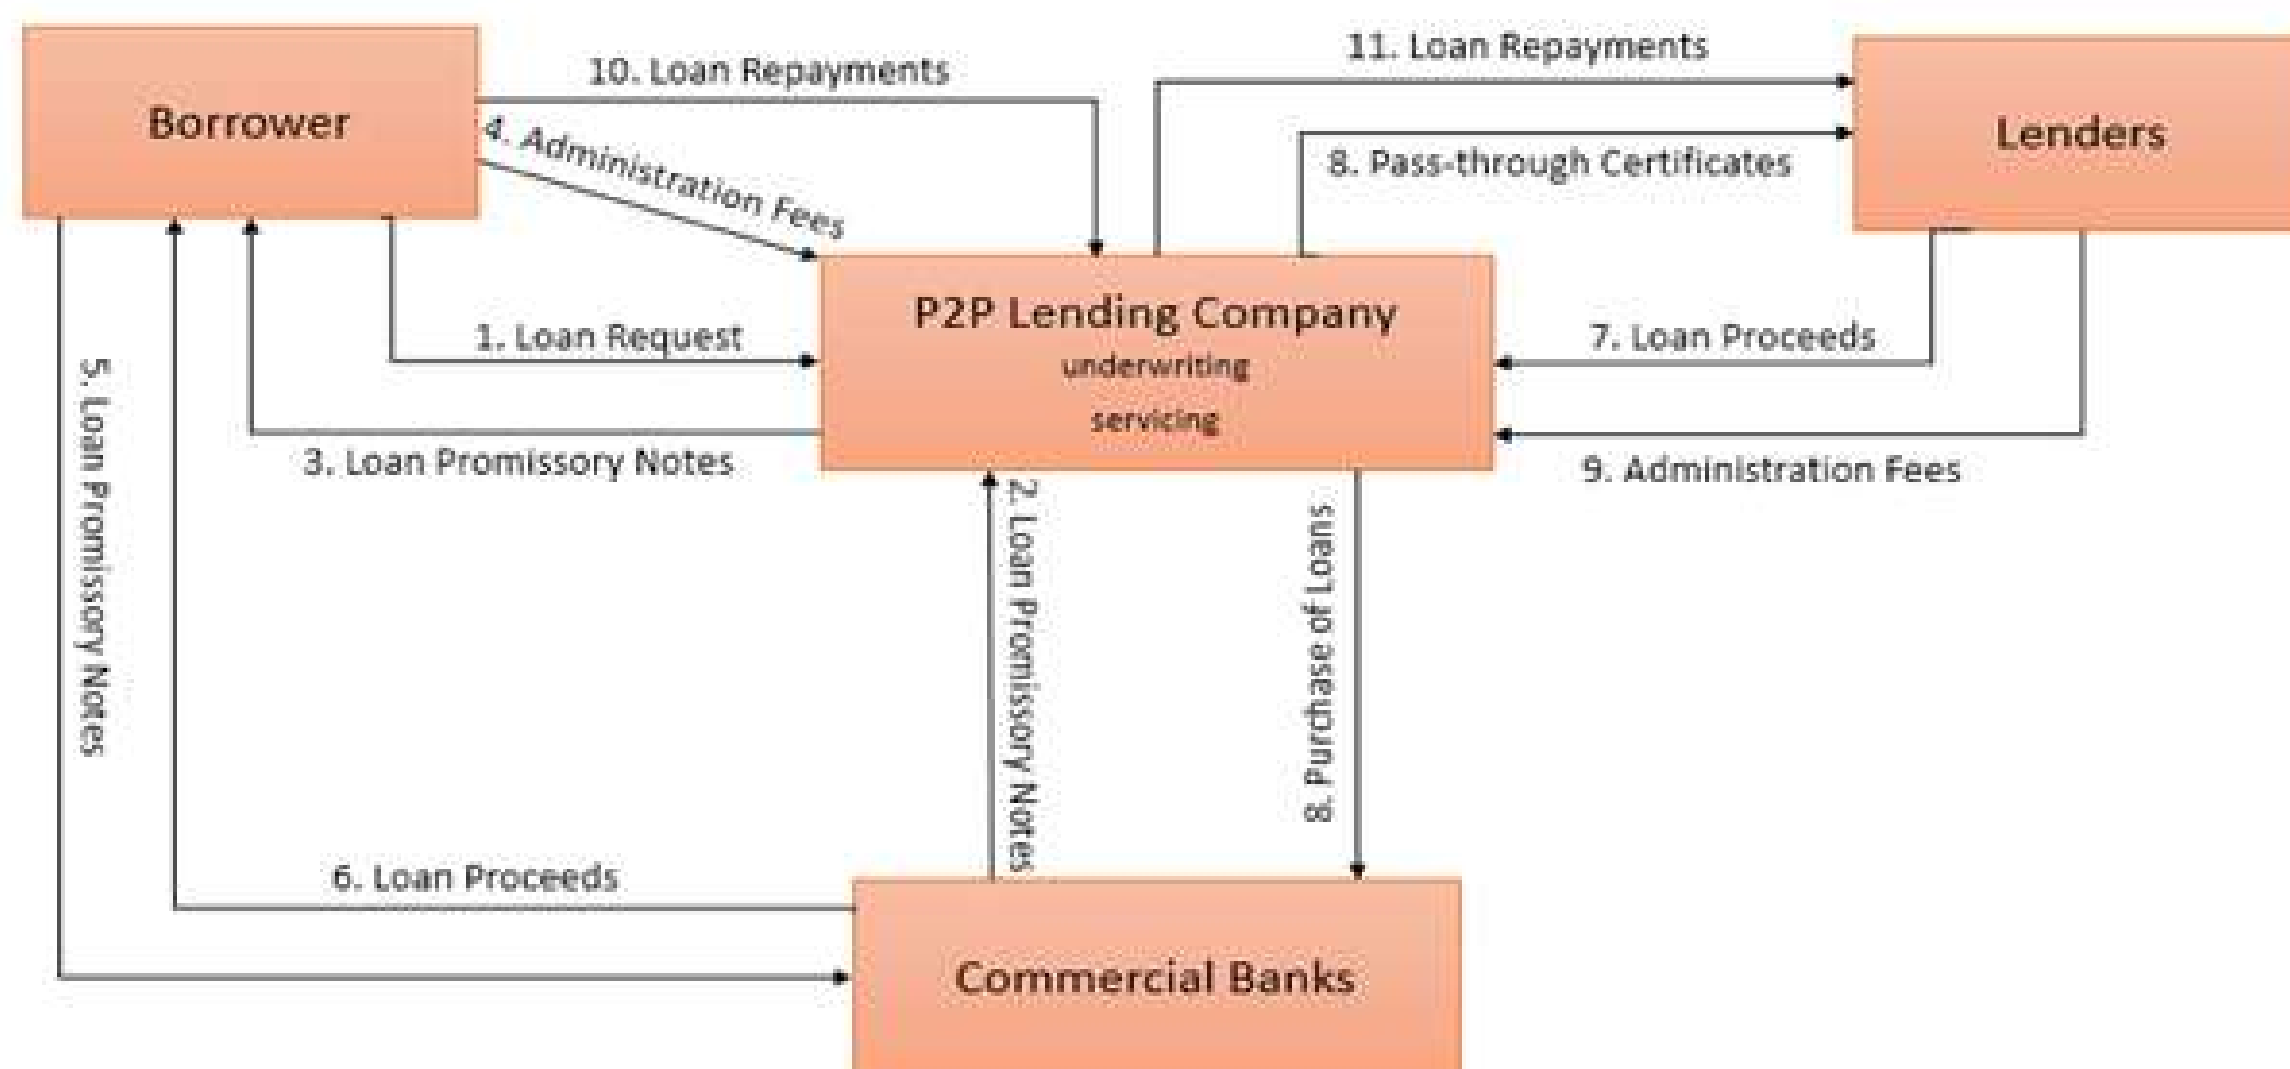 11. Loan Repayments
10. Loan Repayments
Borrower
Lenders
4. Administration Fees
8. Pass-through Certificates
P2P Lending Company
underwriting
servicing
1. Loan Request
7. Loan Proceeds
3. Loan Promissory Notes
9. Administration Fees
5. Loan Promissory Notes
2. Loan Promissory Notes
8. Purchase of Loans
6. Loan Proceeds
Commercial Banks